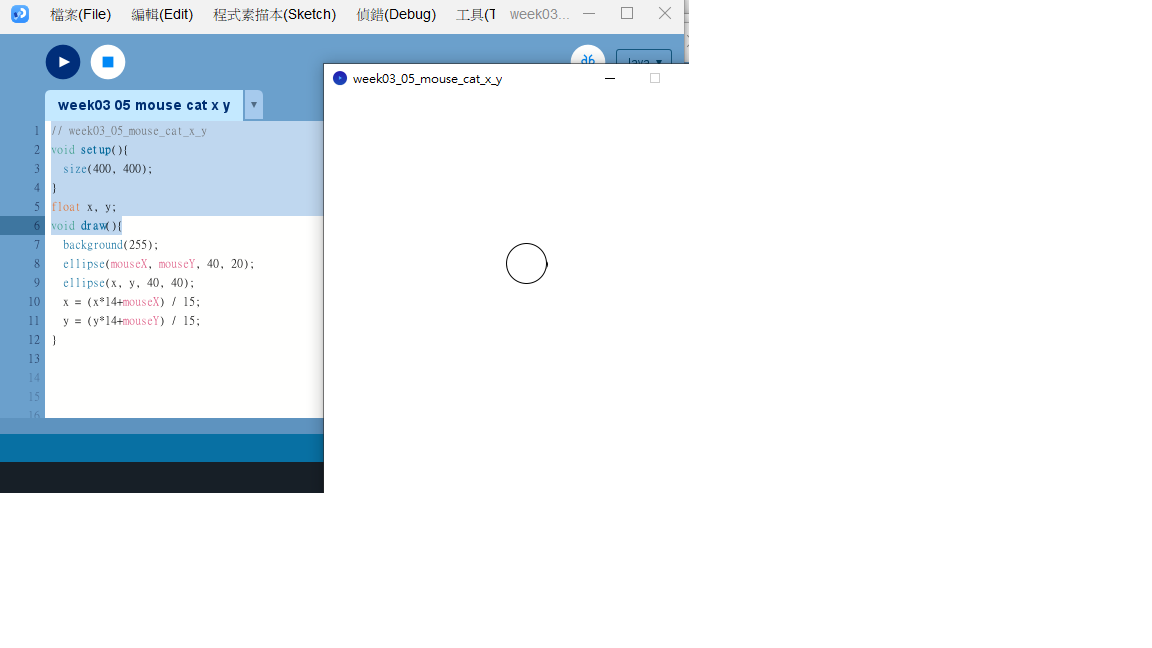 檔案(File) 編輯(Edit) 程式素描本(Sketch) 偵錯(Debug) 工具(T week03...
week03 05 mouse cat x y
week03_05_mouse_cat_x_y
1 // week03_05_mouse_cat_x_y
2 void setup(){
3 size(400, 400);
4 }
5 float x, y;
6 void draw(){
7 background(255);
8 ellipse(mouseX, mouseY, 40, 20);
9 ellipse(x, y, 40, 40);
10 x = (x*14+mouseX) / 15;
11 y = (y*14+mouseY) / 15;
12 }
13
14
15
16